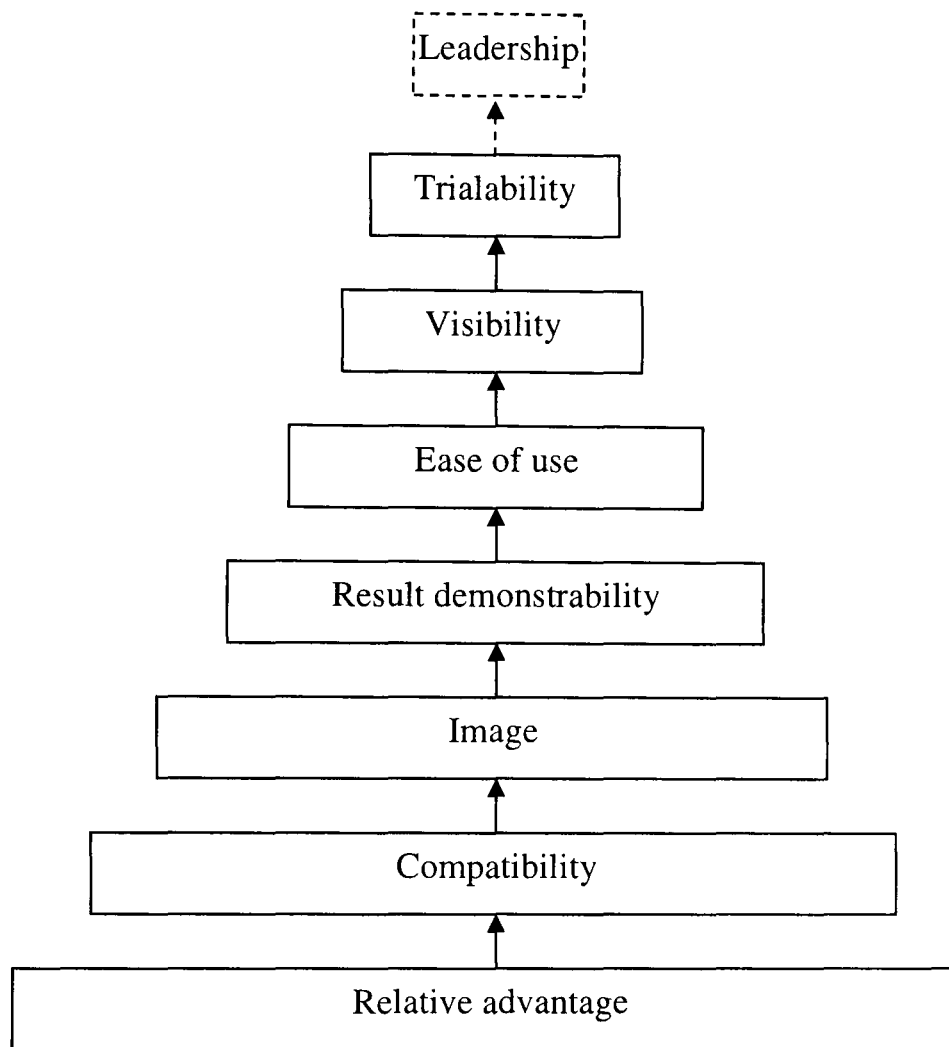 Leadership
Trialability
Visibility
Ease of use
Result demonstrability
Image
Compatibility
Relative advantage